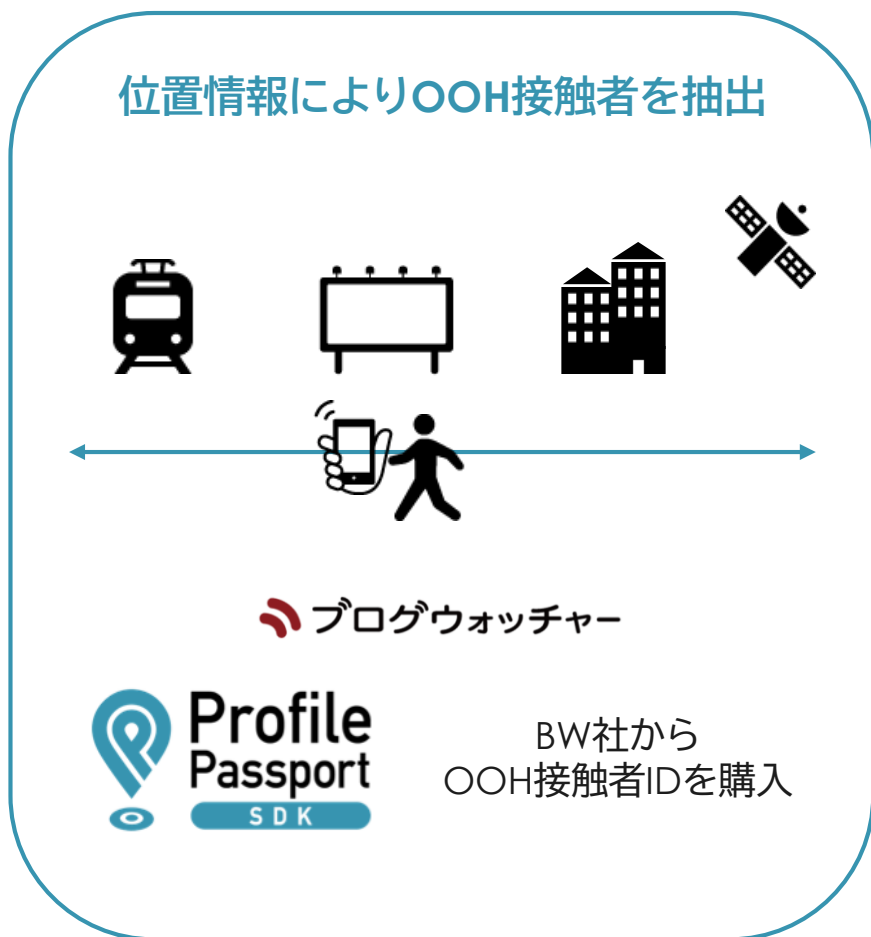 位置情報によりOOH接触者を抽出
ブログウォッチャー
Profile
Passport
SDK
BW社から
OOH接触者IDを購入